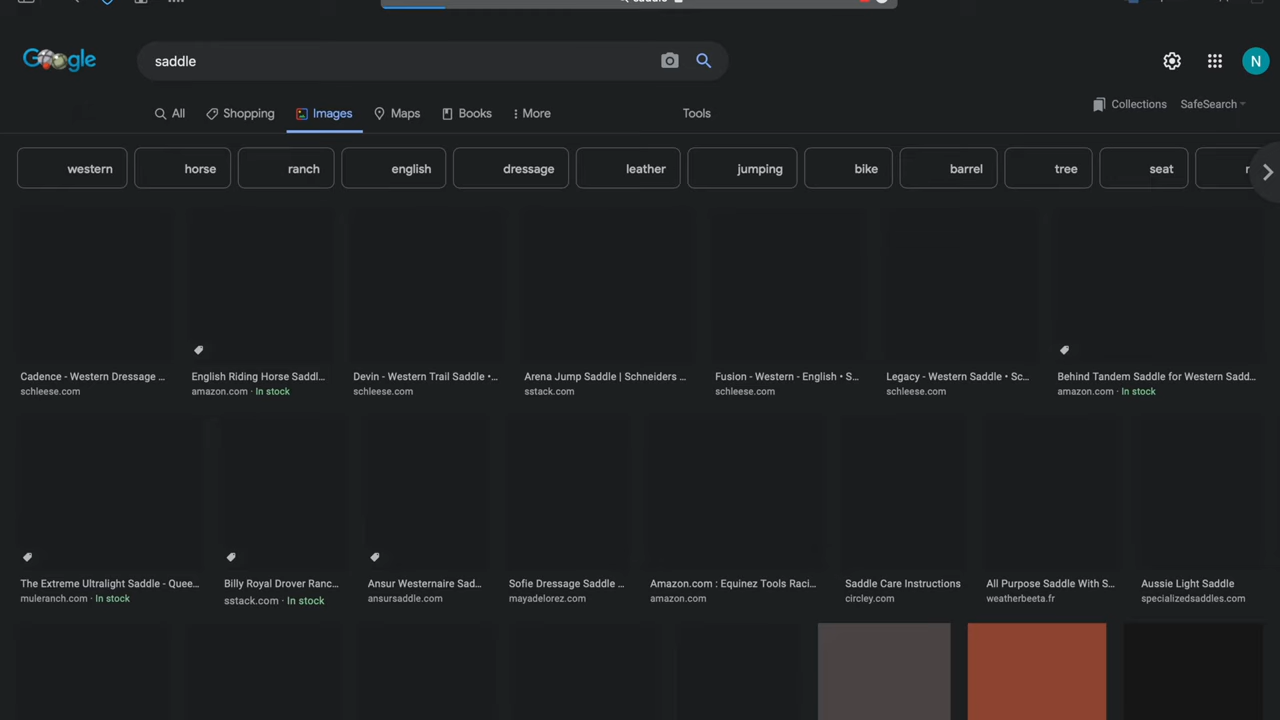 Google
saddle
N
All Shopping Images Maps Books More Tools
Collections SafeSearch
western horse ranch english dressage leather jumping bike barrel tree seat
Cadence - Western Dressage ... English Riding Horse Saddl... Devin - Western Trail Saddle •... Arena Jump Saddle | Schneiders ... Fusion - Western - English • S... Legacy - Western Saddle • Sc... Behind Tandem Saddle for Western Sadd...
schleese.com amazon.com · In stock schleese.com sstack.com schleese.com schleese.com amazon.com · In stock
The Extreme Ultralight Saddle - Quee... Billy Royal Drover Ranc... Ansur Westernaire Sad... Sofie Dressage Saddle ... Amazon.com : Equinez Tools Raci... Saddle Care Instructions All Purpose Saddle With S... Aussie Light Saddle
muleranch.com · In stock sstack.com · In stock ansursaddle.com mayadelorez.com amazon.com circley.com weatherbeeta.fr specializedsaddles.com